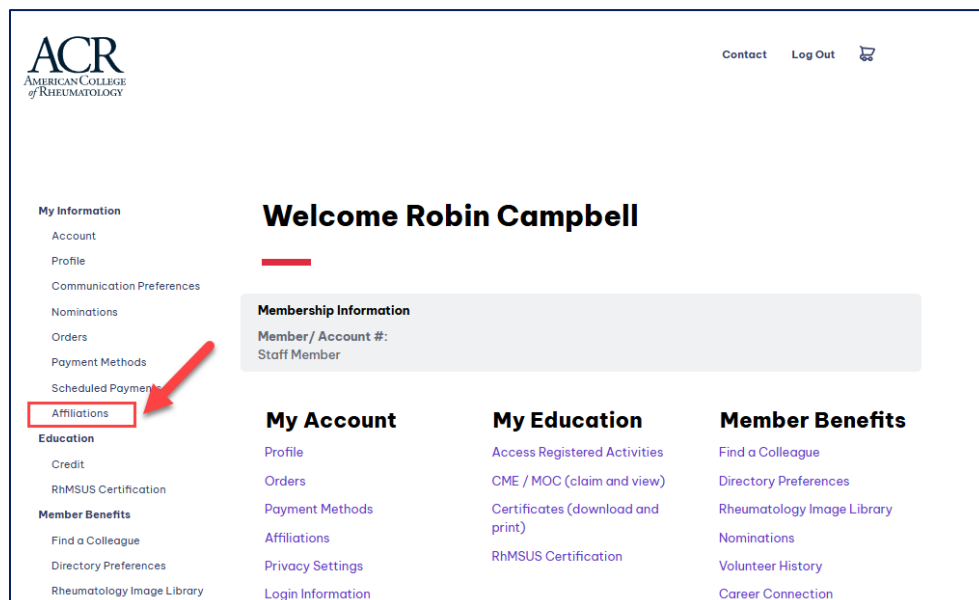 ACR
AMERICAN COLLEGE
of RHEUMATOLOGY
Contact Log Out
My Information
Account
Profile
Communication Preferences
Nominations
Orders
Payment Methods
Scheduled Payments
Affiliations
Education
Credit
RhMSUS Certification
Member Benefits
Find a Colleague
Directory Preferences
Rheumatology Image Library
Welcome Robin Campbell
Membership Information
Member/ Account #:
Staff Member
My Account
Profile
Orders
Payment Methods
Affiliations
Privacy Settings
Login Information
My Education
Access Registered Activities
CME / MOC (claim and view)
Certificates (download and
print)
RhMSUS Certification
Member Benefits
Find a Colleague
Directory Preferences
Rheumatology Image Library
Nominations
Volunteer History
Career Connection